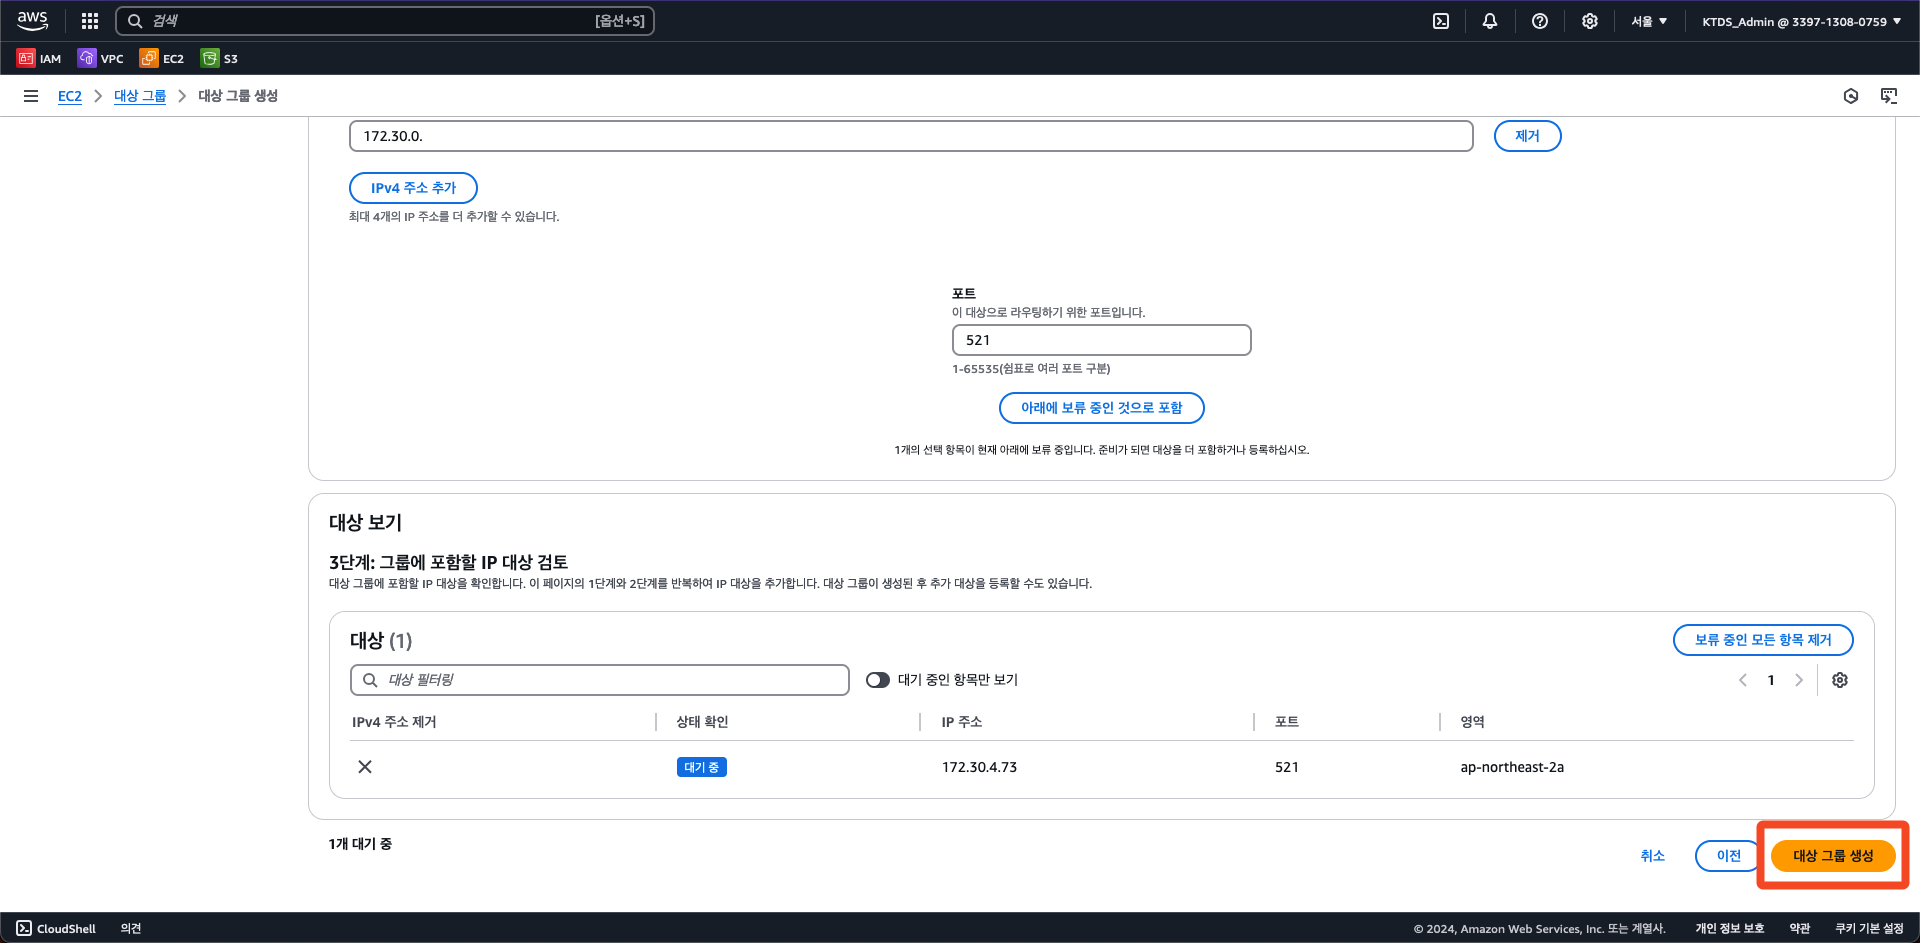 aws
검색
[옵션+S]
서울 ▼
KTDS_Admin @ 3397-1308-0759 ▼
IAM
VPC
EC2
S3
EC2
대상 그룹
대상 그룹 생성
172.30.0.
제거
IPv4 주소 추가
최대 4개의 IP 주소를 더 추가할 수 있습니다.
포트
이 대상으로 라우팅하기 위한 포트입니다.
521
1-65535(쉼표로 여러 포트 구분)
아래에 보류 중인 것으로 포함
1개의 선택 항목이 현재 아래에 보류 중입니다. 준비가 되면 대상을 더 포함하거나 등록하십시오.
대상 보기
3단계: 그룹에 포함할 IP 대상 검토
대상 그룹에 포함할 IP 대상을 확인합니다. 이 페이지의 1단계와 2단계를 반복하여 IP 대상을 추가합니다. 대상 그룹이 생성된 후 추가 대상을 등록할 수도 있습니다.
대상 (1)
보류 중인 모든 항목 제거
대상 필터링
대기 중인 항목만 보기
1
IPv4 주소 제거
상태 확인
IP 주소
포트
영역
대기 중
172.30.4.73
521
ap-northeast-2a
1개 대기 중
취소
이전
대상 그룹 생성
CloudShell
의견
© 2024, Amazon Web Services, Inc. 또는 계열사.
개인 정보 보호
약관
쿠키 기본 설정